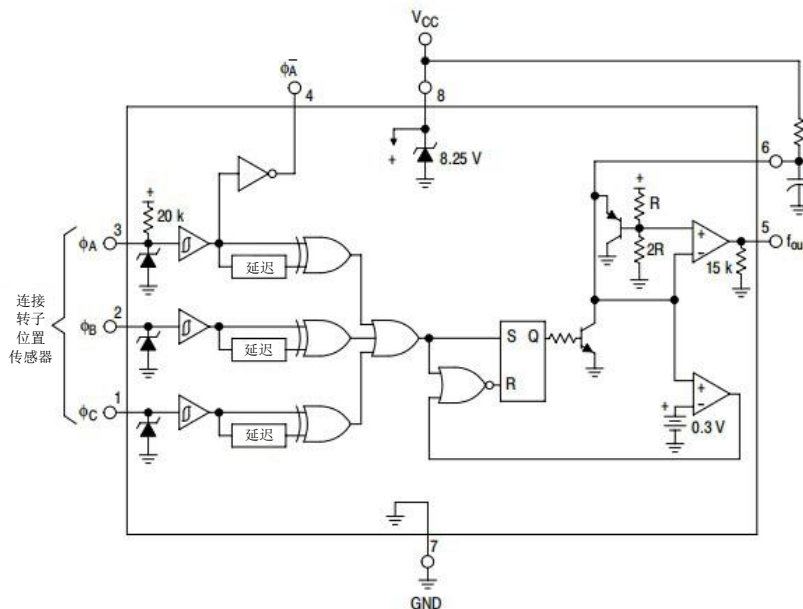 VCC
ϕA̅
4
8
+
8.25 V
6
+
20 k
3
ϕA
延迟
+
R
2R
+
−
5
fou
15 k
连接
转子
位置
传感器
2
ϕB
延迟
S Q
R
1
ϕC
延迟
+
−
+
0.3 V
7
GND